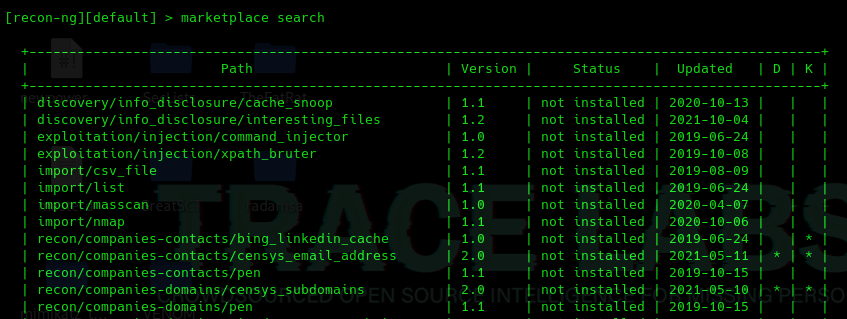 [recon-ng][default] > marketplace search
+---------------------------------------------------------------------------------------------------+
| Path | Version | Status | Updated | D | K |
+---------------------------------------------------------------------------------------------------+
| discovery/info_disclosure/cache_snoop | 1.1 | not installed | 2020-10-13 | | |
| discovery/info_disclosure/interesting_files | 1.2 | not installed | 2021-10-04 | | |
| exploitation/injection/command_injector | 1.0 | not installed | 2019-06-24 | | |
| exploitation/injection/xpath_bruter | 1.2 | not installed | 2019-10-08 | | |
| import/csv_file | 1.1 | not installed | 2019-08-09 | | |
| import/list | 1.1 | not installed | 2019-06-24 | | |
| import/masscan | 1.0 | not installed | 2020-04-07 | | |
| import/nmap | 1.1 | not installed | 2020-10-06 | | |
| recon/companies-contacts/bing_linkedin_cache | 1.0 | not installed | 2019-06-24 | | * |
| recon/companies-contacts/censys_email_address | 2.0 | not installed | 2021-05-11 | * | * |
| recon/companies-contacts/pen | 1.1 | not installed | 2019-10-15 | | |
| recon/companies-domains/censys_subdomains | 2.0 | not installed | 2021-05-10 | * | * |
| recon/companies-domains/pen | 1.1 | not installed | 2019-10-15 | | |
TheFatRat
TRACE LABS